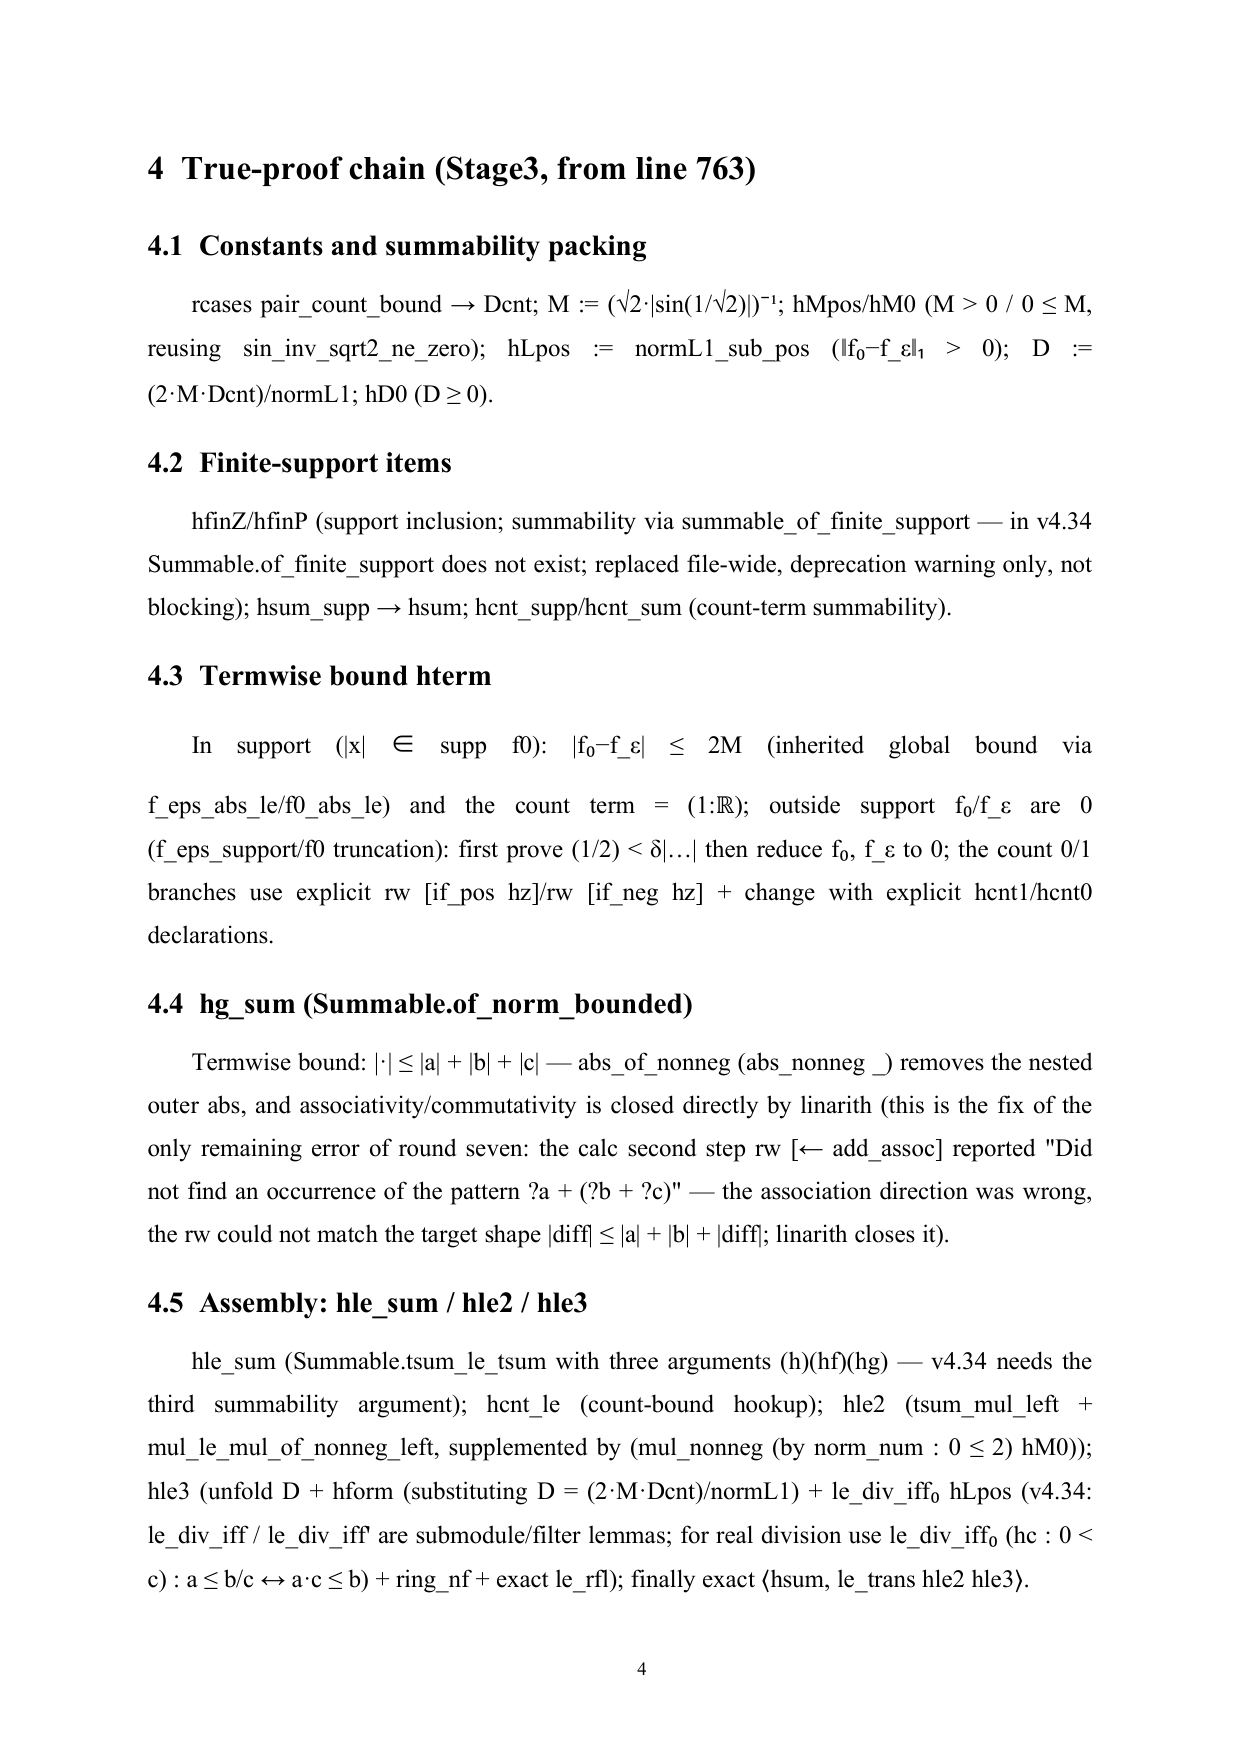 4 True-proof chain (Stage3, from line 763)
4.1 Constants and summability packing
rcases pair_count_bound → Dcnt; M := (√2·|sin(1/√2)|)⁻¹; hMpos/hM0 (M > 0 / 0 ≤ M,
reusing sin_inv_sqrt2_ne_zero); hLpos := normL1_sub_pos (‖f₀−f_ε‖₁ > 0); D :=
(2·M·Dcnt)/normL1; hD0 (D ≥ 0).
4.2 Finite-support items
hfinZ/hfinP (support inclusion; summability via summable_of_finite_support — in v4.34
Summable.of_finite_support does not exist; replaced file-wide, deprecation warning only, not
blocking); hsum_supp → hsum; hcnt_supp/hcnt_sum (count-term summability).
4.3 Termwise bound hterm
In support (|x| ∈ supp f0): |f₀−f_ε| ≤ 2M (inherited global bound via
f_eps_abs_le/f0_abs_le) and the count term = (1:ℝ); outside support f₀/f_ε are 0
(f_eps_support/f0 truncation): first prove (1/2) < δ|…| then reduce f₀, f_ε to 0; the count 0/1
branches use explicit rw [if_pos hz]/rw [if_neg hz] + change with explicit hcnt1/hcnt0
declarations.
4.4 hg_sum (Summable.of_norm_bounded)
Termwise bound: |·| ≤ |a| + |b| + |c| — abs_of_nonneg (abs_nonneg _) removes the nested
outer abs, and associativity/commutativity is closed directly by linarith (this is the fix of the
only remaining error of round seven: the calc second step rw [← add_assoc] reported "Did
not find an occurrence of the pattern ?a + (?b + ?c)" — the association direction was wrong,
the rw could not match the target shape |diff| ≤ |a| + |b| + |diff|; linarith closes it).
4.5 Assembly: hle_sum / hle2 / hle3
hle_sum (Summable.tsum_le_tsum with three arguments (h)(hf)(hg) — v4.34 needs the
third summability argument); hcnt_le (count-bound hookup); hle2 (tsum_mul_left +
mul_le_mul_of_nonneg_left, supplemented by (mul_nonneg (by norm_num : 0 ≤ 2) hM0));
hle3 (unfold D + hform (substituting D = (2·M·Dcnt)/normL1) + le_div_iff₀ hLpos (v4.34:
le_div_iff / le_div_iff' are submodule/filter lemmas; for real division use le_div_iff₀ (hc : 0 <
c) : a ≤ b/c ↔ a·c ≤ b) + ring_nf + exact le_rfl); finally exact ⟨hsum, le_trans hle2 hle3⟩.
4